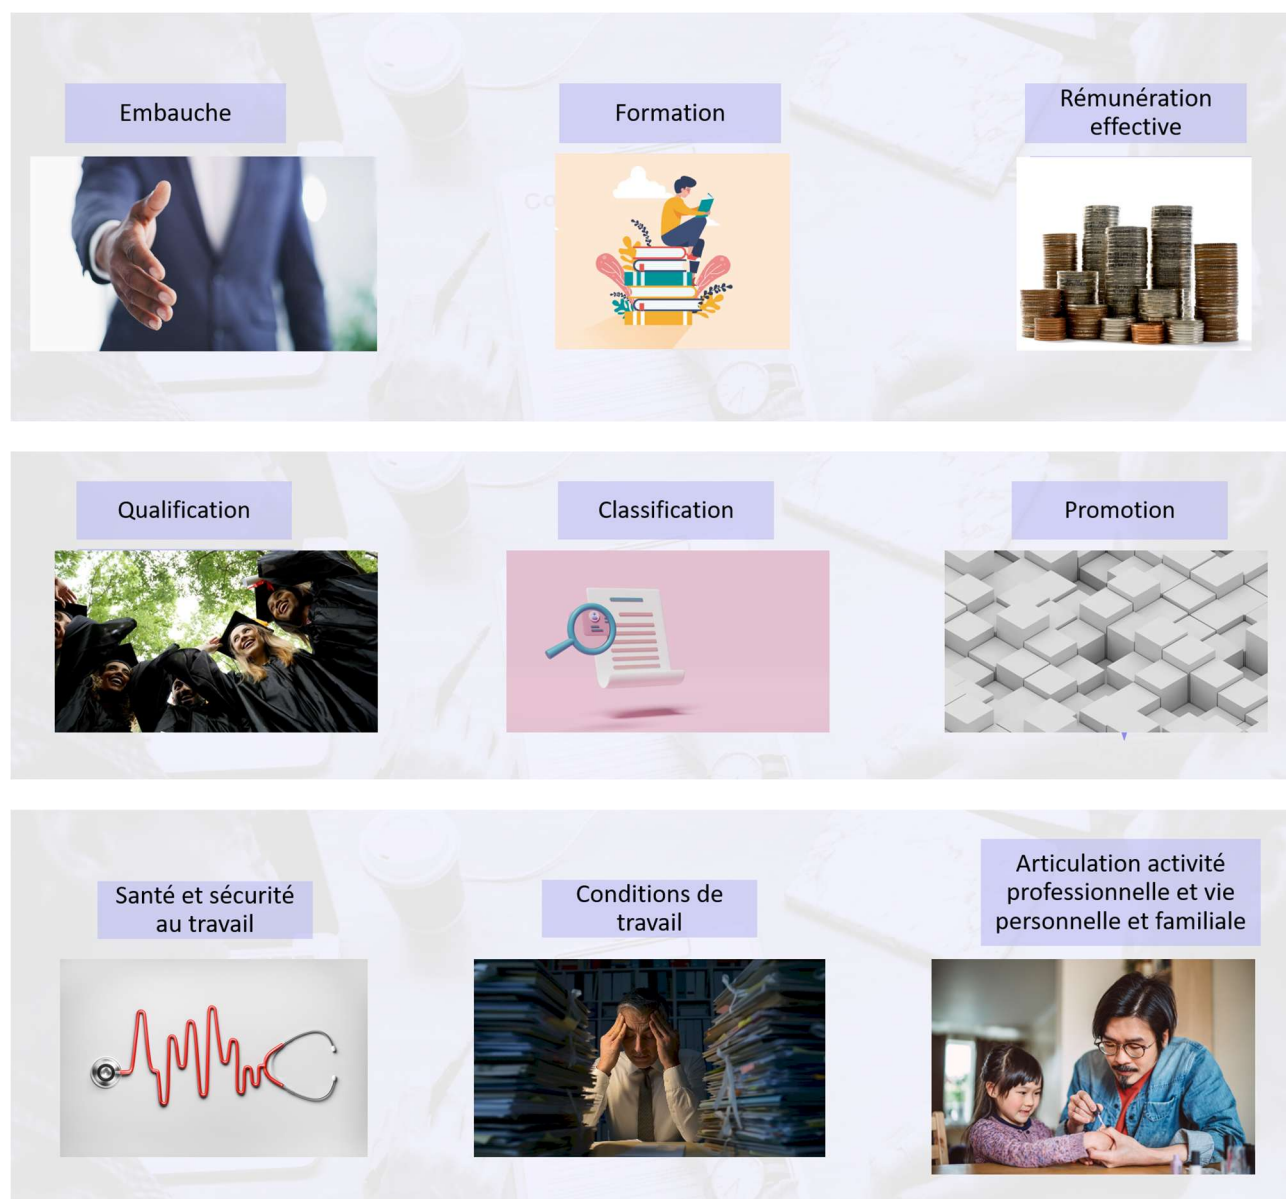 Embauche
Formation
Rémunération
effective
Qualification
Classification
Promotion
Santé et sécurité
au travail
Conditions de
travail
Articulation activité
professionnelle et vie
personnelle et familiale